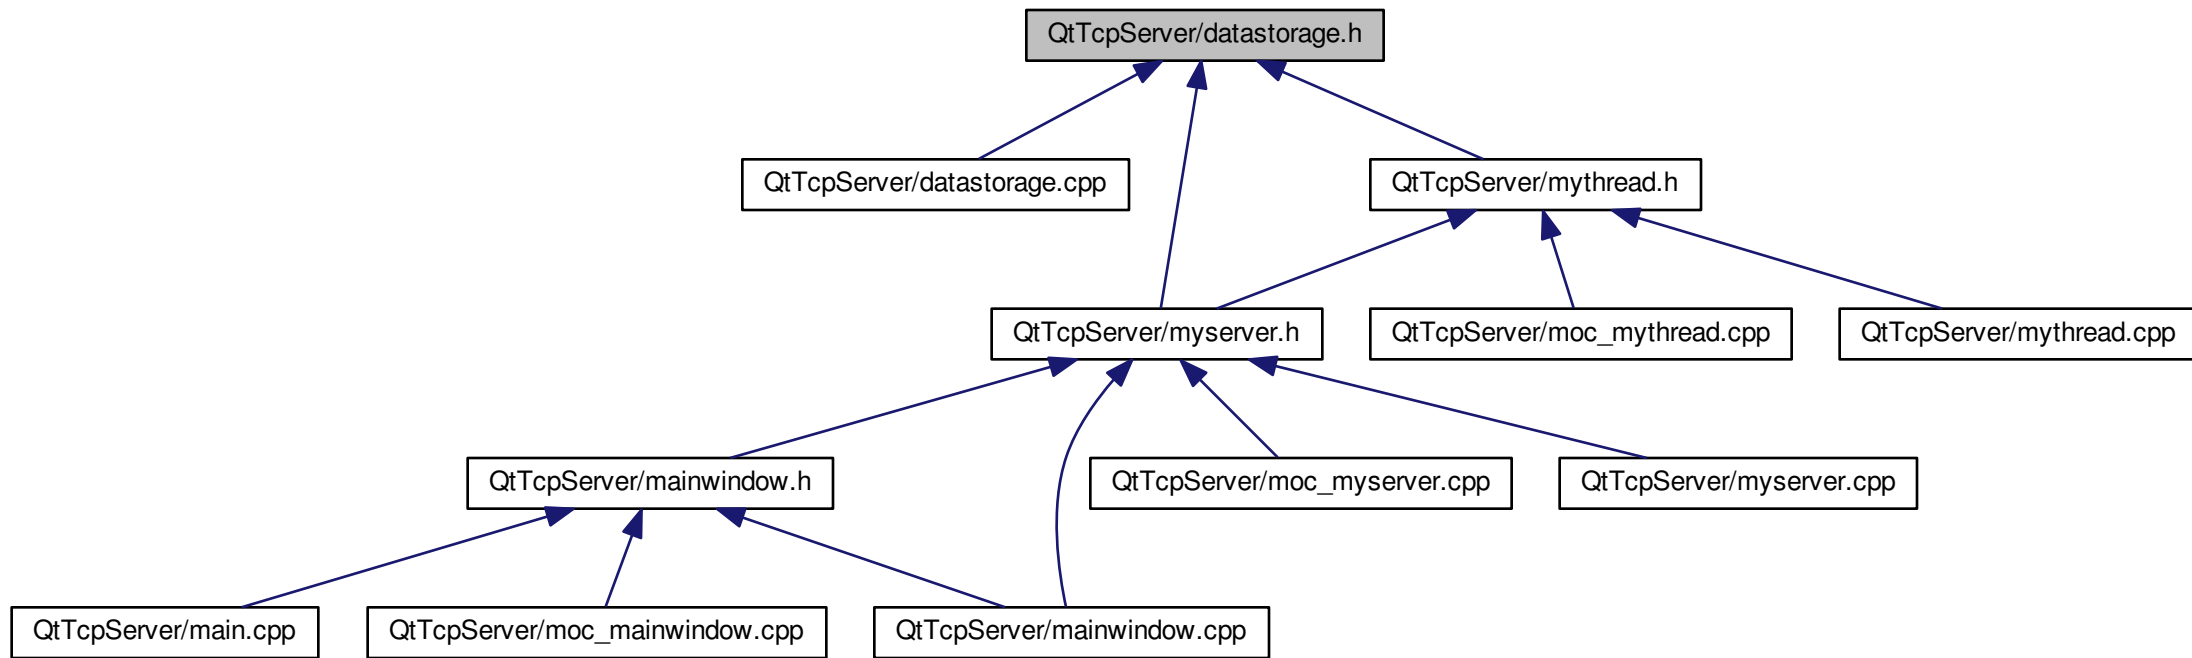 QtTcpServer/datastorage.h
QtTcpServer/datastorage.cpp
QtTcpServer/mythread.h
QtTcpServer/myserver.h
QtTcpServer/moc_mythread.cpp
QtTcpServer/mythread.cpp
QtTcpServer/mainwindow.h
QtTcpServer/moc_myserver.cpp
QtTcpServer/myserver.cpp
QtTcpServer/main.cpp
QtTcpServer/moc_mainwindow.cpp
QtTcpServer/mainwindow.cpp